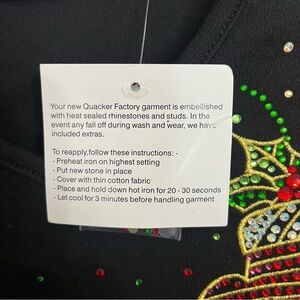 Your new Quacker Factory garment is embellished
with heat sealed rhinestones and studs. In the
event any fall off during wash and wear, we have
included extras.
To reapply,follow these instructions: -
- Preheat iron on highest setting
- Put new stone in place
- Cover with thin cotton fabric
- Place and hold down hot iron for 20 - 30 seconds
- Let cool for 3 minutes before handling garment